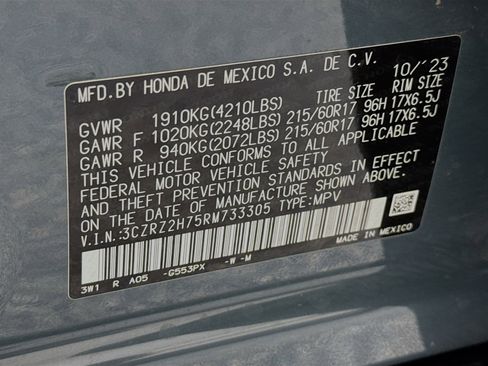 MFD.BY HONDA DE MEXICO S.A. DE C.V. 10/´23
GVWR 1910KG(4210LBS) TIRE SIZE RIM SIZE
GAWR F 1020KG(2248LBS) 215/60R17 96H 17X6.5J
GAWR R 940KG(2072LBS) 215/60R17 96H 17X6.5J
THIS VEHICLE CONFORMS TO ALL APPLICABLE
FEDERAL MOTOR VEHICLE SAFETY
AND THEFT PREVENTION STANDARDS IN EFFECT
ON THE DATE OF MANUFACTURE SHOWN ABOVE.
V.I.N.:3CZRZ2H75RM733305 TYPE:MPV
3W1 R A05 -G553PX -W -M MADE IN MEXICO